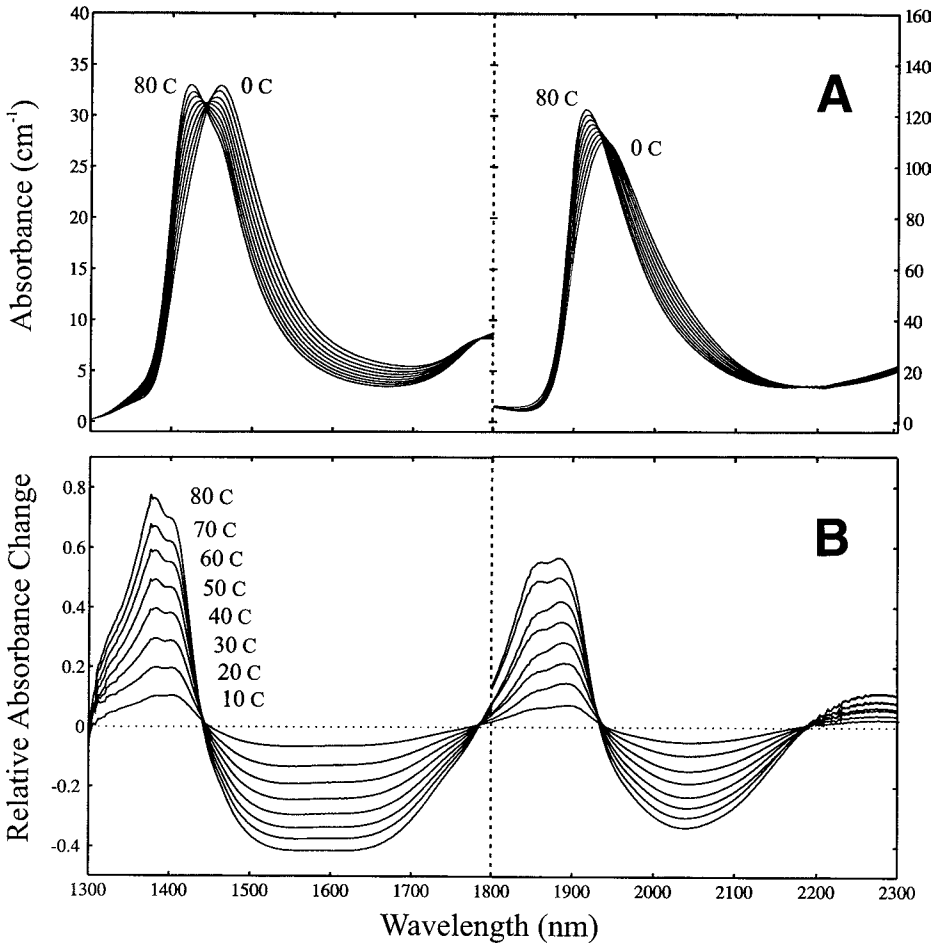 40
35
30
25
20
15
10
5
0
Absorbance (cm⁻¹)
80 C
0 C
80 C
0 C
A
160
140
120
100
80
60
40
20
0
0.8
0.6
0.4
0.2
0
-0.2
-0.4
Relative Absorbance Change
80 C
70 C
60 C
50 C
40 C
30 C
20 C
10 C
B
1300
1400
1500
1600
1700
1800
1900
2000
2100
2200
2300
Wavelength (nm)